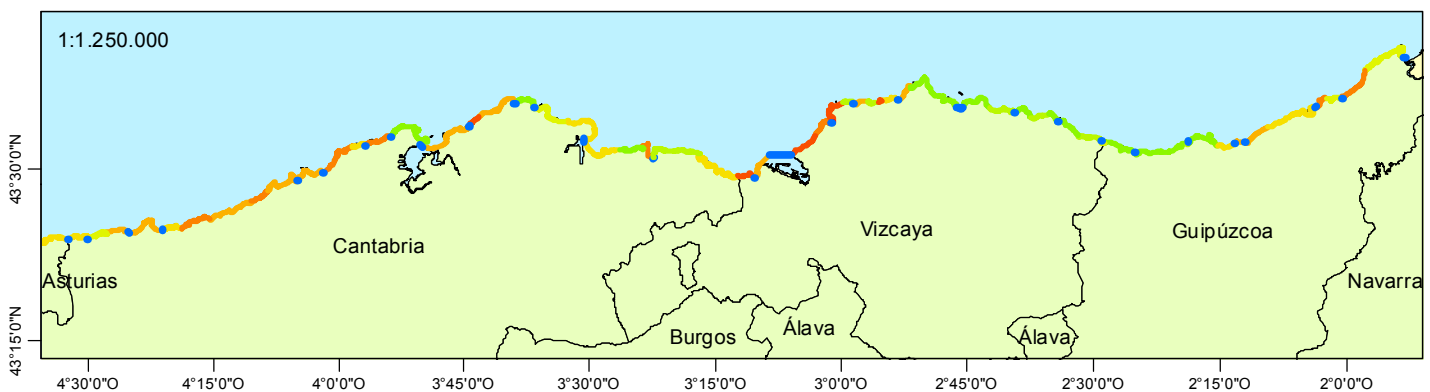 1:1.250.000
43°30'0"N
43°15'0"N
Cantabria
Vizcaya
Guipúzcoa
Asturias
Navarra
Burgos
Álava
Álava
4°30'0"O
4°15'0"O
4°0'0"O
3°45'0"O
3°30'0"O
3°15'0"O
3°0'0"O
2°45'0"O
2°30'0"O
2°15'0"O
2°0'0"O